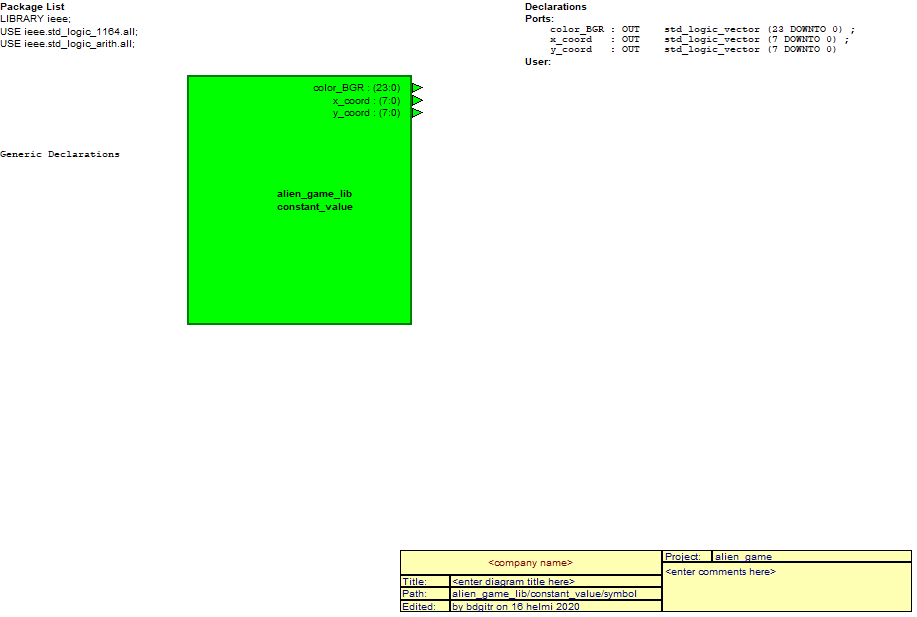 Package List
LIBRARY ieee;
USE ieee.std_logic_1164.all;
USE ieee.std_logic_arith.all;
Declarations
Ports:
color_BGR : OUT std_logic_vector (23 DOWNTO 0) ;
x_coord : OUT std_logic_vector (7 DOWNTO 0) ;
y_coord : OUT std_logic_vector (7 DOWNTO 0)
User:
color_BGR : (23:0)
x_coord : (7:0)
y_coord : (7:0)
Generic Declarations
alien_game_lib
constant_value
<company name>
Title: <enter diagram title here>
Path: alien_game_lib/constant_value/symbol
Edited: by bdgitr on 16 helmi 2020
Project: alien_game
<enter comments here>